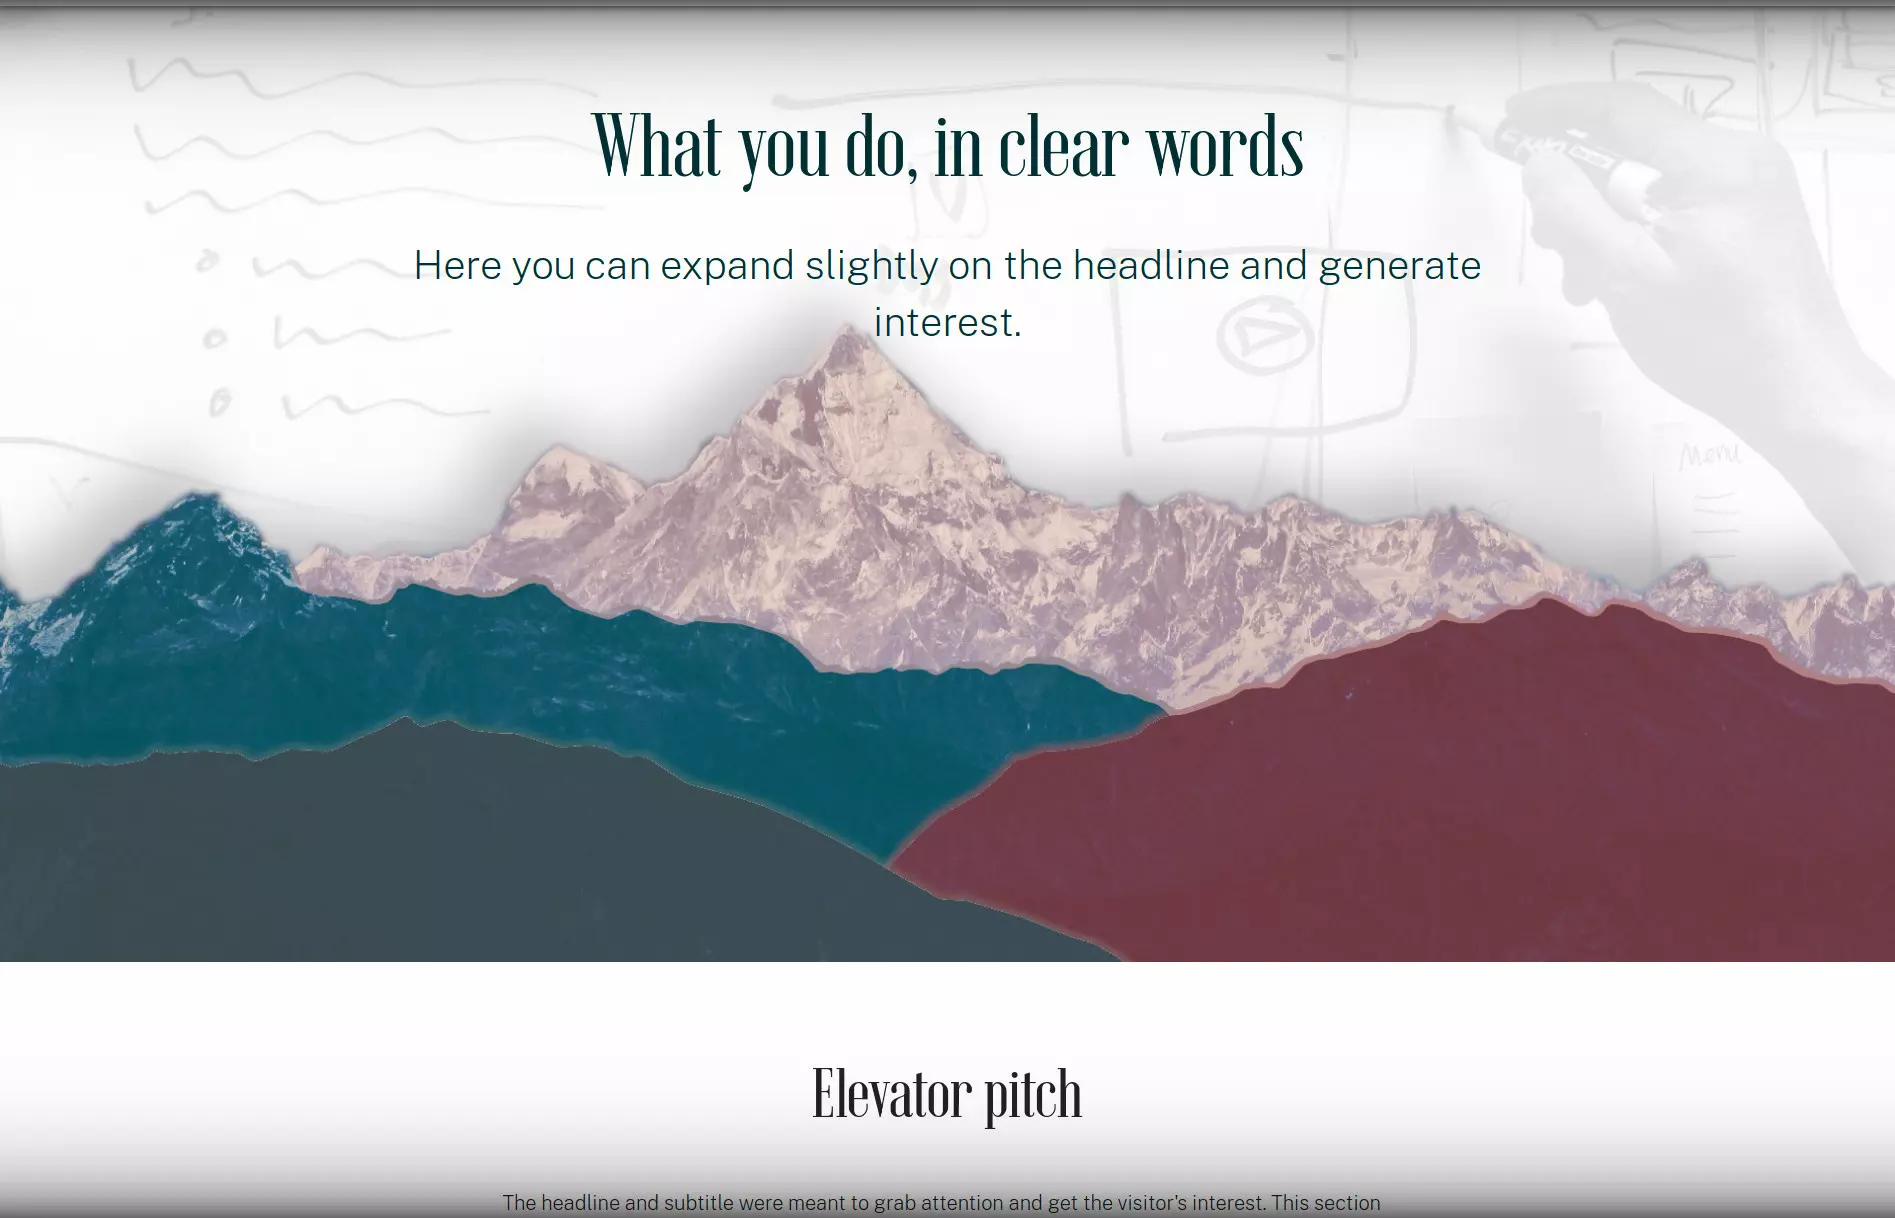 What you do, in clear words
Here you can expand slightly on the headline and generate
interest.
Menu
Elevator pitch
The headline and subtitle were meant to grab attention and get the visitor's interest. This section